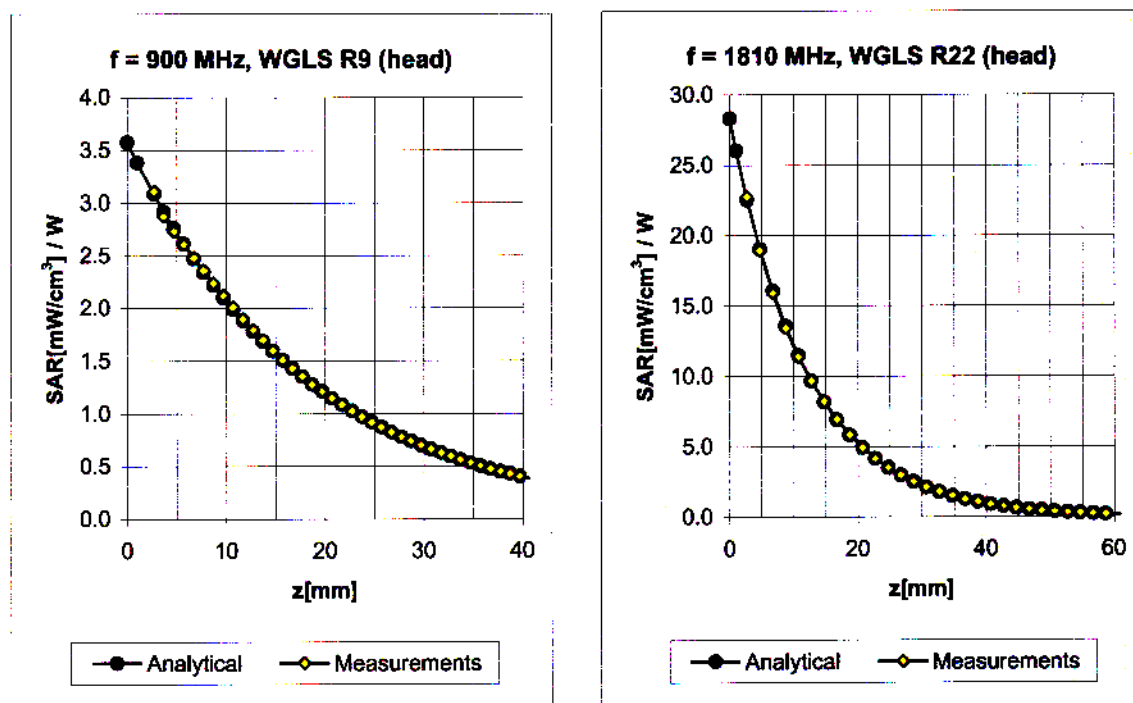 f = 900 MHz, WGLS R9 (head)
4.0
3.5
3.0
2.5
2.0
1.5
1.0
0.5
0.0
SAR[mW/cm³] / W
0 10 20 30 40
z[mm]
Analytical Measurements
f = 1810 MHz, WGLS R22 (head)
30.0
25.0
20.0
15.0
10.0
5.0
0.0
SAR[mW/cm³] / W
0 20 40 60
z[mm]
Analytical Measurements